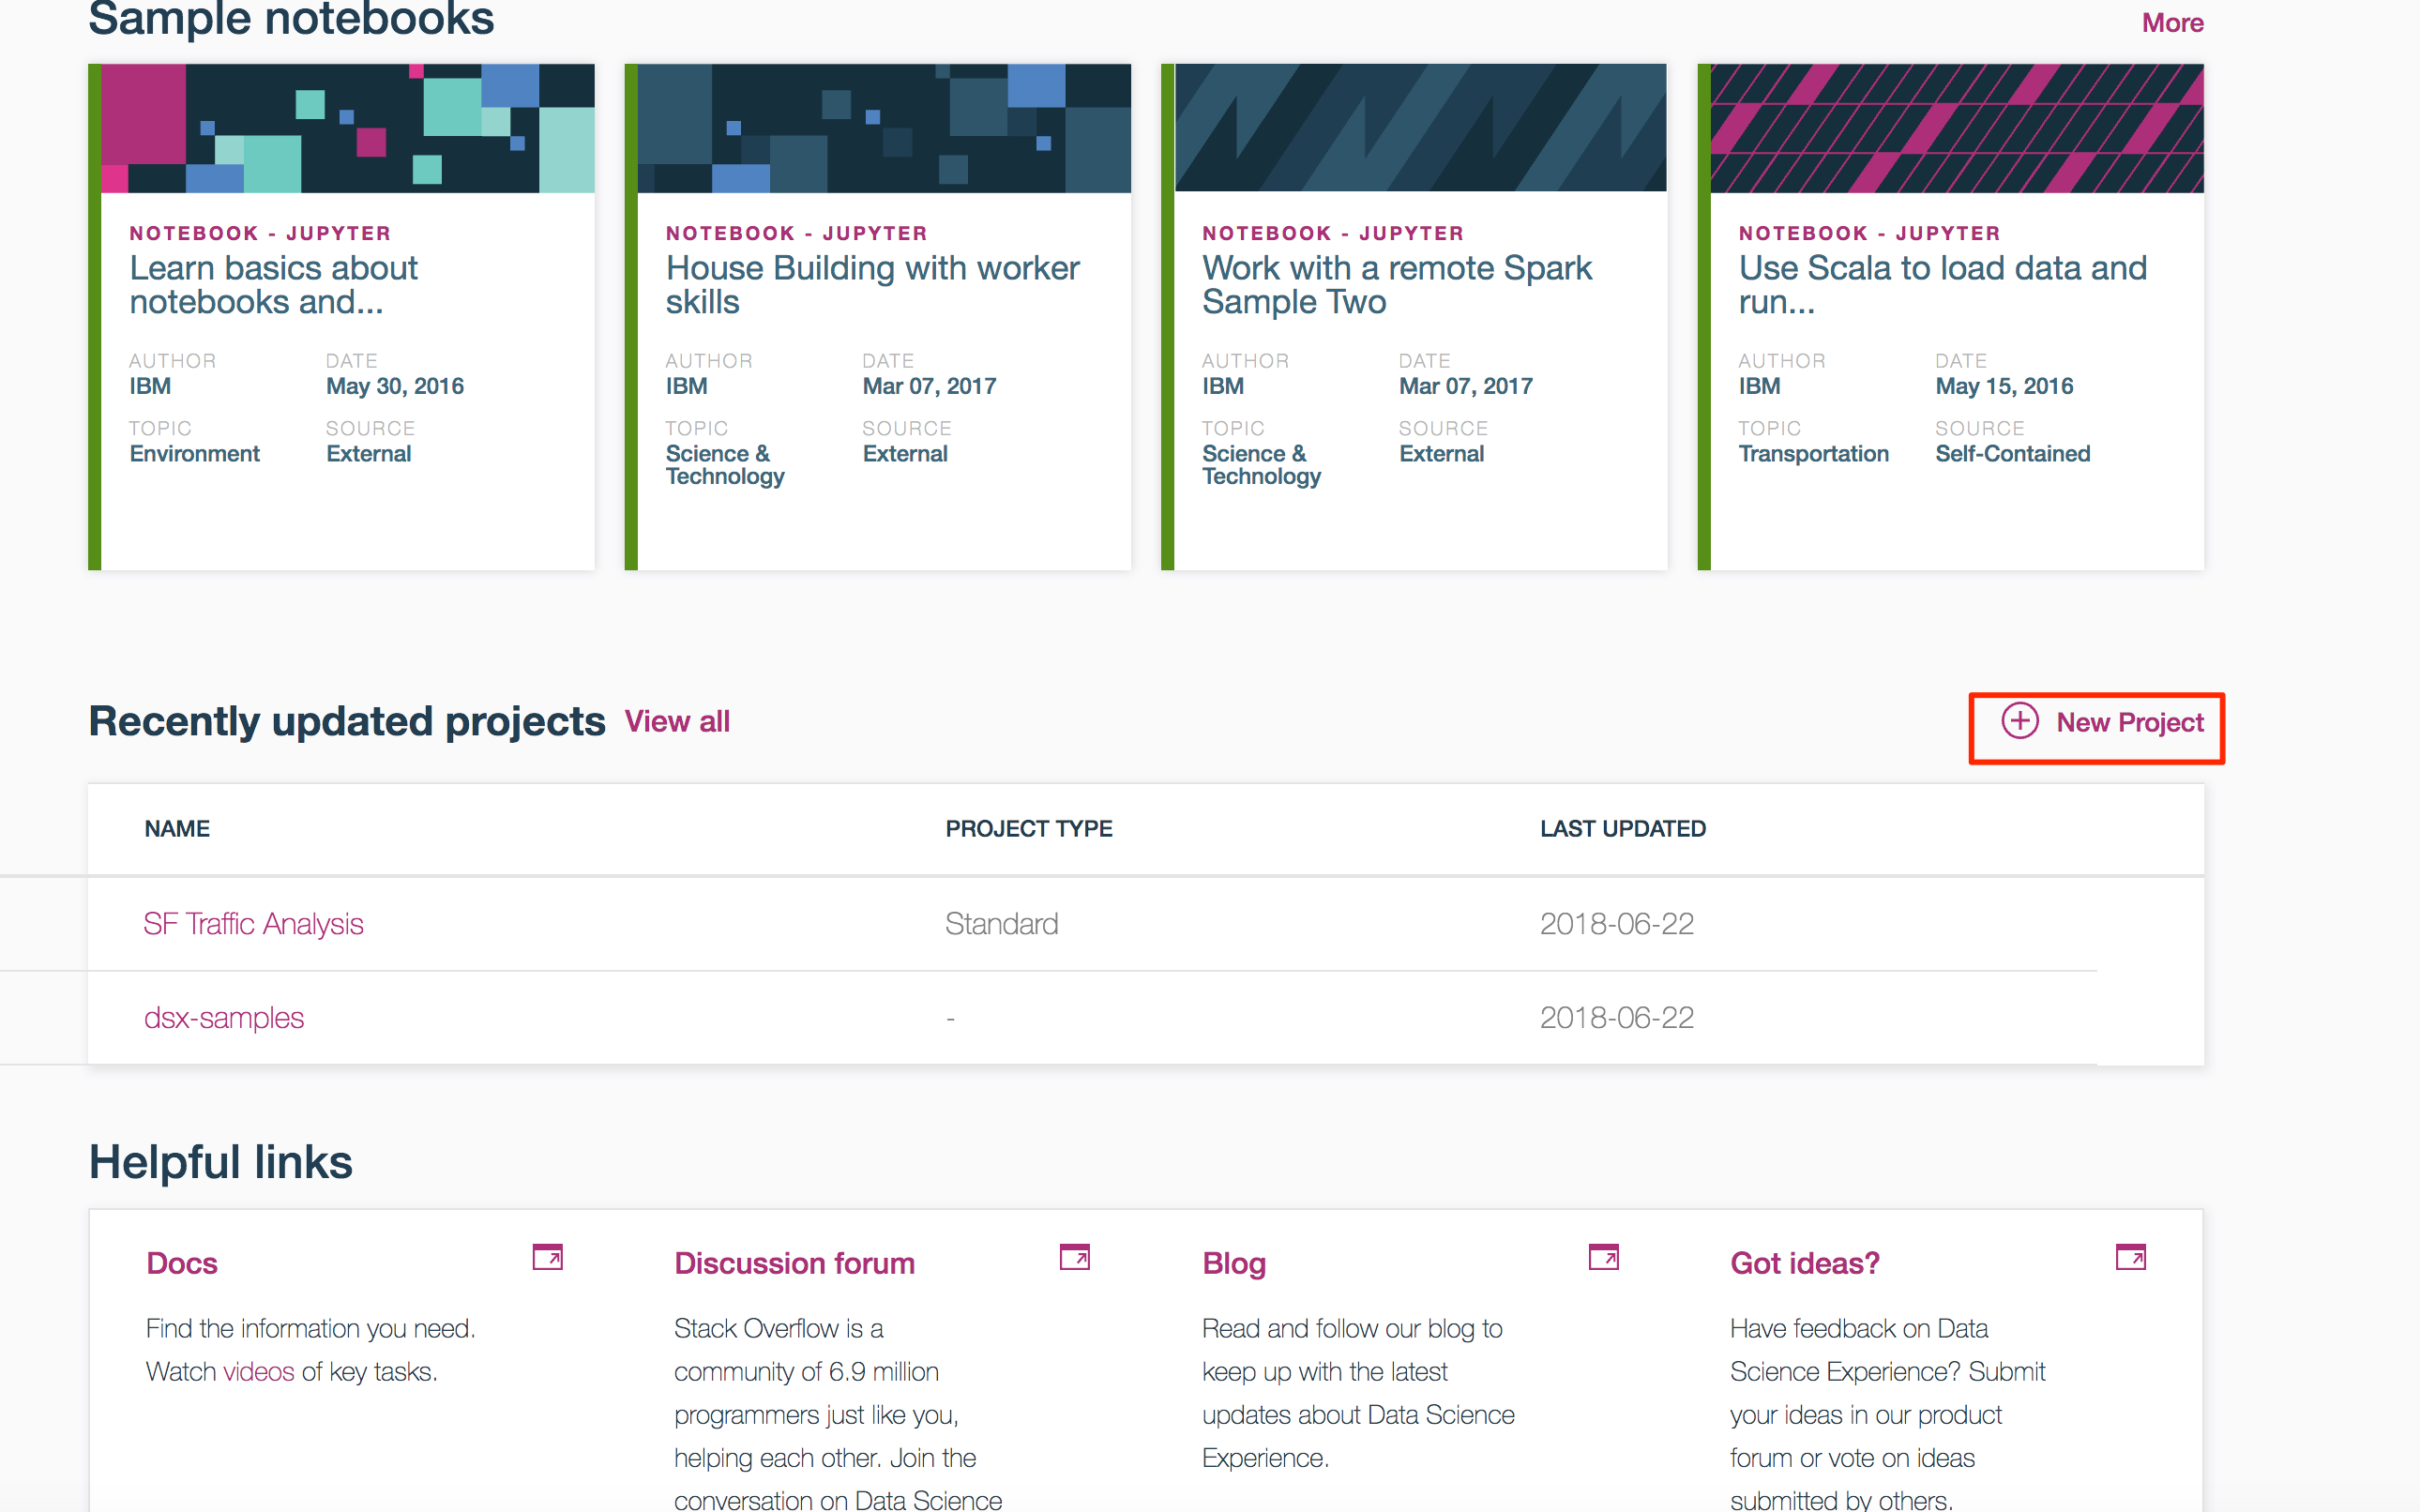 Sample notebooks
More
NOTEBOOK - JUPYTER
Learn basics about
notebooks and...
AUTHOR
IBM
DATE
May 30, 2016
TOPIC
Environment
SOURCE
External
NOTEBOOK - JUPYTER
House Building with worker
skills
AUTHOR
IBM
DATE
Mar 07, 2017
TOPIC
Science &
Technology
SOURCE
External
NOTEBOOK - JUPYTER
Work with a remote Spark
Sample Two
AUTHOR
IBM
DATE
Mar 07, 2017
TOPIC
Science &
Technology
SOURCE
External
NOTEBOOK - JUPYTER
Use Scala to load data and
run...
AUTHOR
IBM
DATE
May 15, 2016
TOPIC
Transportation
SOURCE
Self-Contained
Recently updated projects View all
New Project
NAME PROJECT TYPE LAST UPDATED
SF Traffic Analysis Standard 2018-06-22
dsx-samples - 2018-06-22
Helpful links
Docs
Find the information you need.
Watch videos of key tasks.
Discussion forum
Stack Overflow is a
community of 6.9 million
programmers just like you,
helping each other. Join the
conversation on Data Science
Blog
Read and follow our blog to
keep up with the latest
updates about Data Science
Experience.
Got ideas?
Have feedback on Data
Science Experience? Submit
your ideas in our product
forum or vote on ideas
submitted by others.